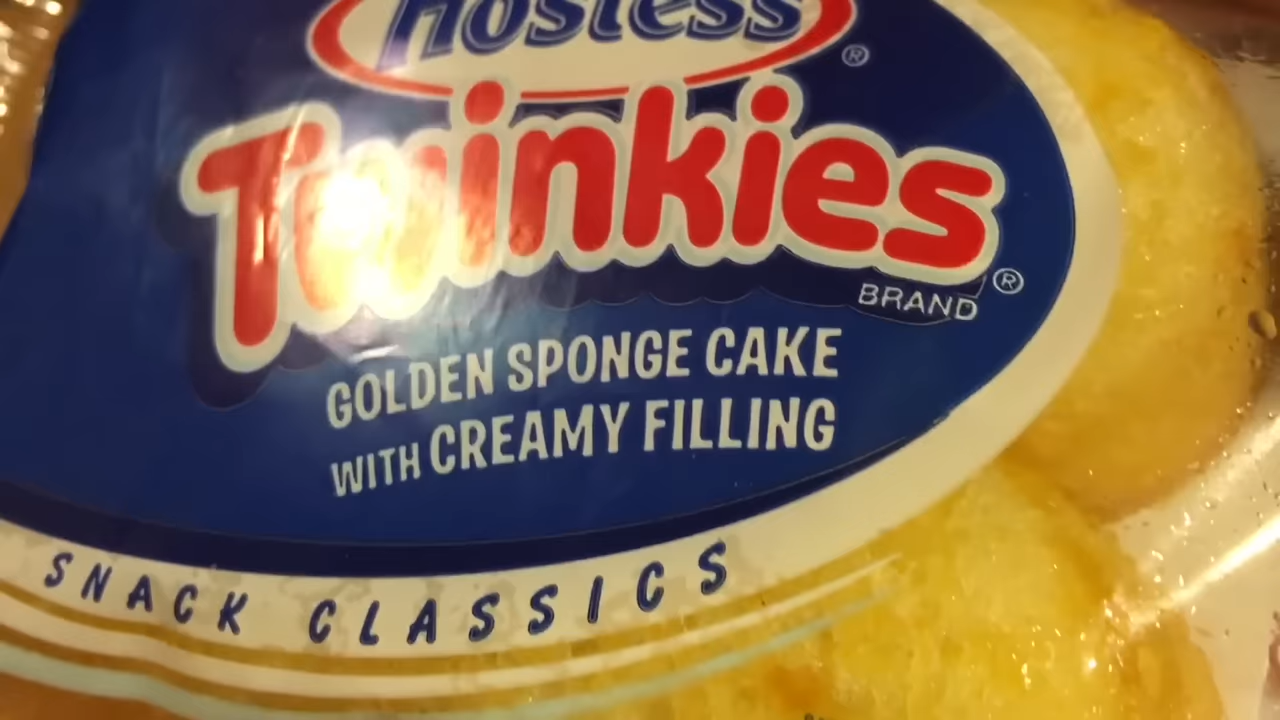 Hostess®
Twinkies®
BRAND
GOLDEN SPONGE CAKE
WITH CREAMY FILLING
SNACK CLASSICS